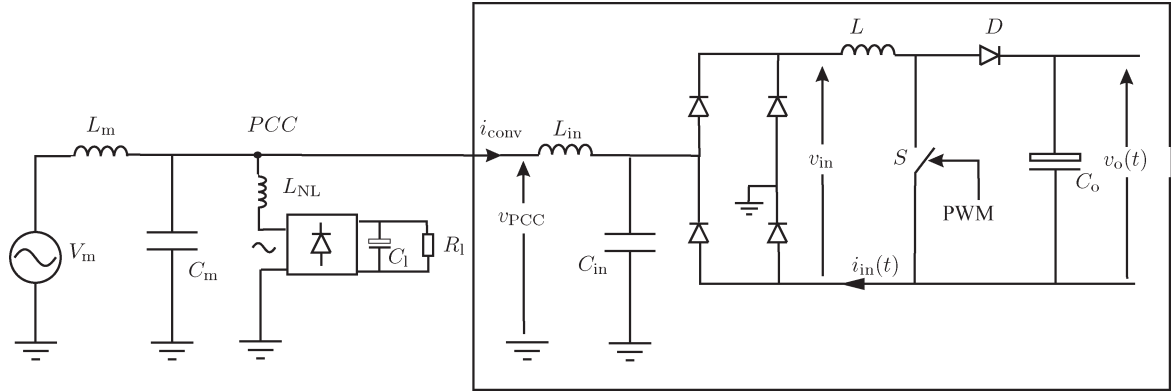 L D
L_m PCC i_conv L_in
L_NL v_PCC v_in S v_o(t)
C_o
PWM
V_m C_m C_l R_l C_in i_in(t)